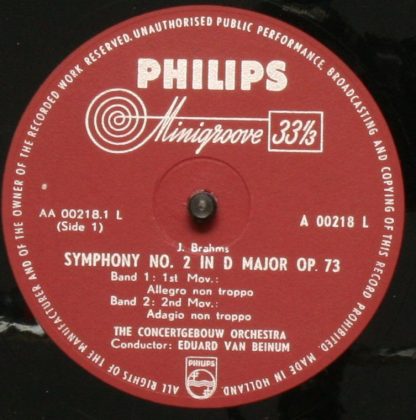 ALL RIGHTS OF THE MANUFACTURER AND OF THE OWNER OF THE RECORDED WORK RESERVED. UNAUTHORISED PUBLIC PERFORMANCE, BROADCASTING AND COPYING OF THIS RECORD PROHIBITED. MADE IN HOLLAND.
PHILIPS
Minigroove 33⅓
AA 00218.1 L
(Side 1)
A 00218 L
J. Brahms
SYMPHONY NO. 2 IN D MAJOR OP. 73
Band 1: 1st Mov.:
Allegro non troppo
Band 2: 2nd Mov.:
Adagio non troppo
THE CONCERTGEBOUW ORCHESTRA
Conductor: EDUARD VAN BEINUM
PHILIPS